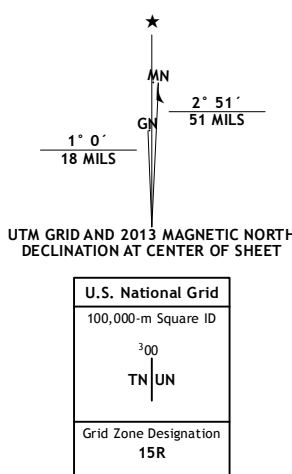 ★
MN
2° 51´
51 MILS
GN
1° 0´
18 MILS
UTM GRID AND 2013 MAGNETIC NORTH
DECLINATION AT CENTER OF SHEET
U.S. National Grid
100,000-m Square ID
³00
TN UN
Grid Zone Designation
15R